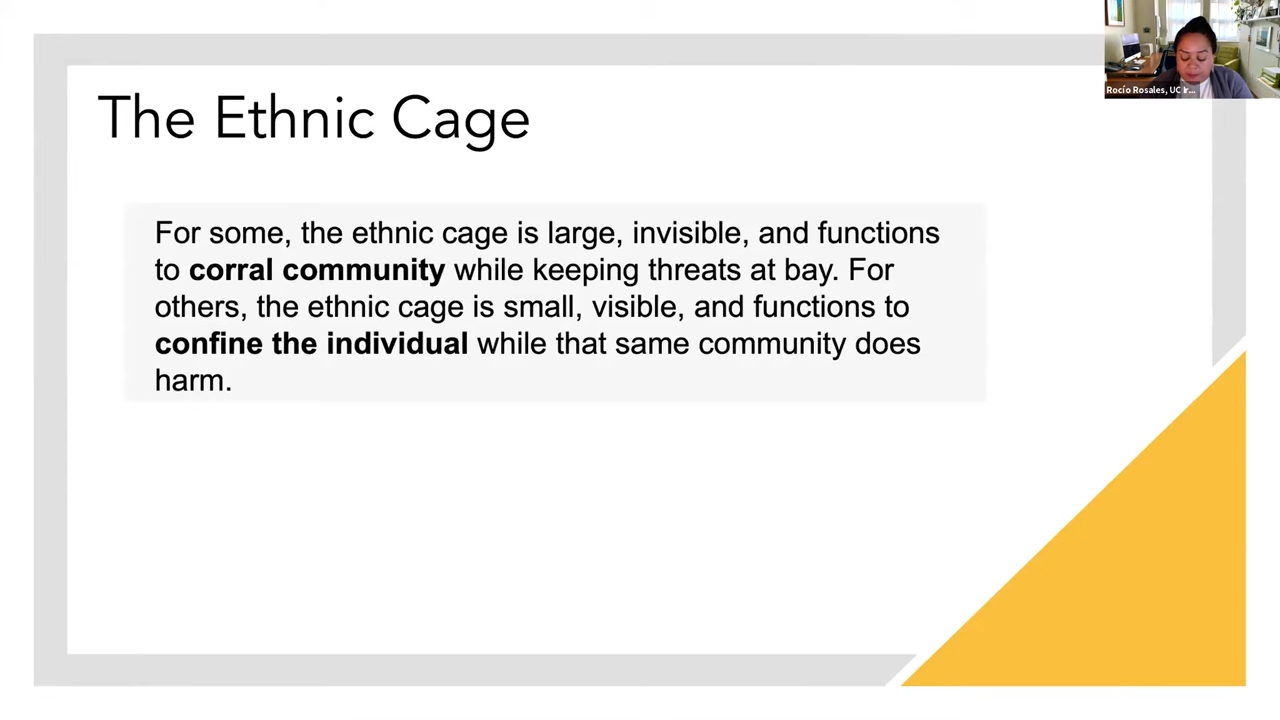 Rocío Rosales, UC Ir...
The Ethnic Cage
For some, the ethnic cage is large, invisible, and functions
to corral community while keeping threats at bay. For
others, the ethnic cage is small, visible, and functions to
confine the individual while that same community does
harm.